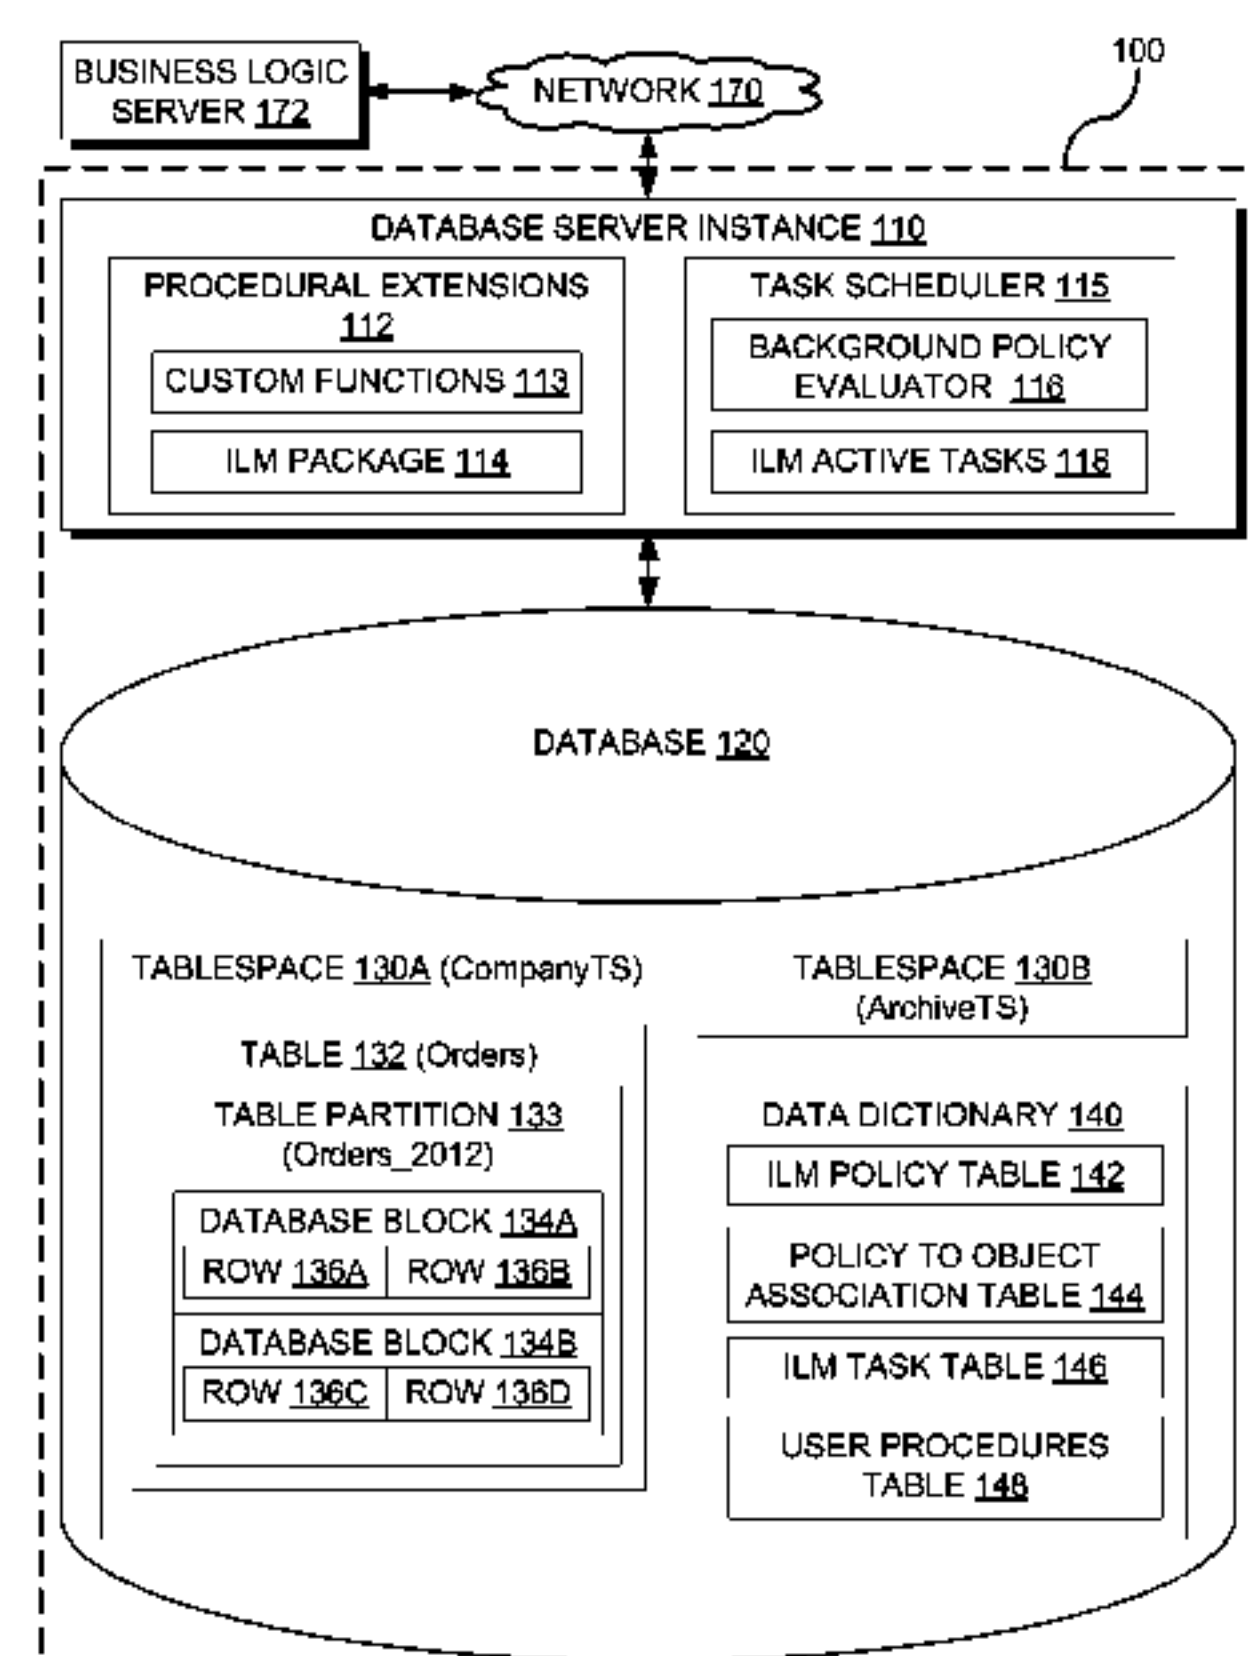 100
BUSINESS LOGIC
SERVER 172
NETWORK 170
DATABASE SERVER INSTANCE 110
PROCEDURAL EXTENSIONS
112
CUSTOM FUNCTIONS 113
ILM PACKAGE 114
TASK SCHEDULER 115
BACKGROUND POLICY
EVALUATOR 116
ILM ACTIVE TASKS 118
DATABASE 120
TABLESPACE 130A (CompanyTS)
TABLE 132 (Orders)
TABLE PARTITION 133
(Orders_2012)
DATABASE BLOCK 134A
ROW 136A
ROW 136B
DATABASE BLOCK 134B
ROW 136C
ROW 136D
TABLESPACE 130B
(ArchiveTS)
DATA DICTIONARY 140
ILM POLICY TABLE 142
POLICY TO OBJECT
ASSOCIATION TABLE 144
ILM TASK TABLE 146
USER PROCEDURES
TABLE 148